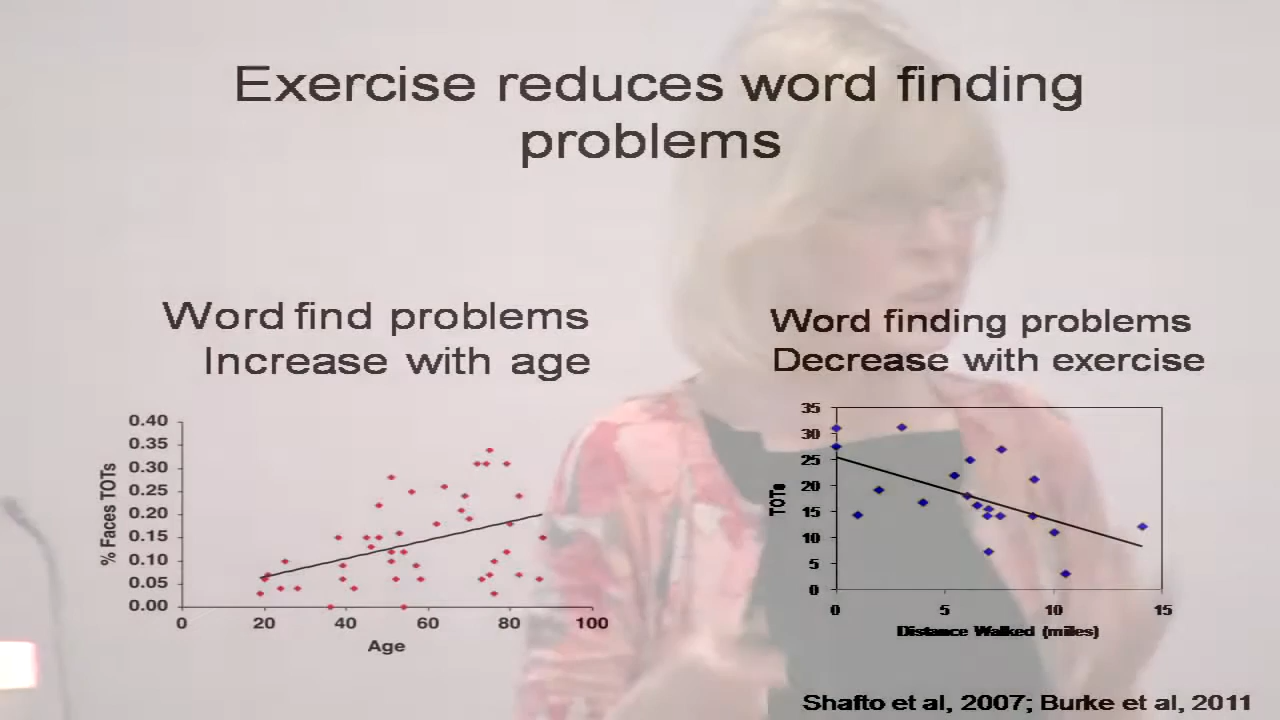 Exercise reduces word finding
problems
Word find problems
Increase with age
0.40
0.35
0.30
0.25
0.20
0.15
0.10
0.05
0.00
% Faces TOTs
0 20 40 60 80 100
Age
Word finding problems
Decrease with exercise
35
30
25
20
15
10
5
0
TOTs
0 5 10 15
Distance Walked (miles)
Shafto et al, 2007; Burke et al, 2011